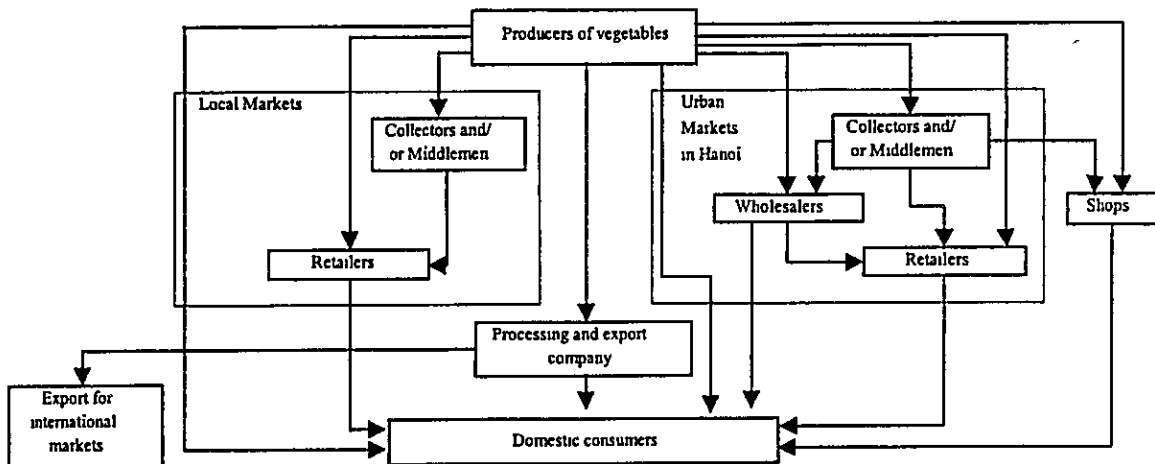 Producers of vegetables
Local Markets
Collectors and/
or Middlemen
Retailers
Urban
Markets
in Hanoi
Collectors and/
or Middlemen
Wholesalers
Retailers
Shops
Processing and export
company
Export for
international
markets
Domestic consumers